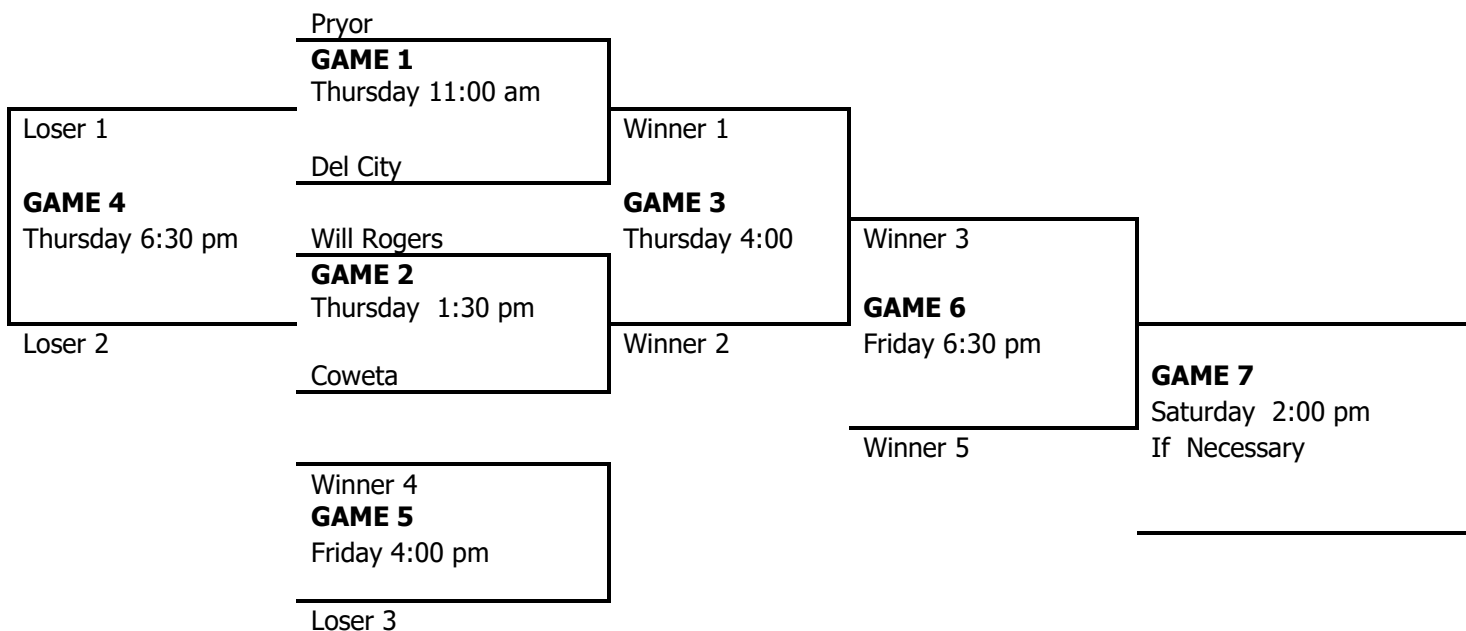 Pryor
GAME 1
Thursday 11:00 am
Del City
Loser 1
GAME 4
Thursday 6:30 pm
Loser 2
Will Rogers
GAME 2
Thursday  1:30 pm
Coweta
Winner 1
GAME 3
Thursday 4:00
Winner 2
Winner 3
GAME 6
Friday 6:30 pm
Winner 5
GAME 7
Saturday  2:00 pm
If  Necessary
Winner 4
GAME 5
Friday 4:00 pm
Loser 3